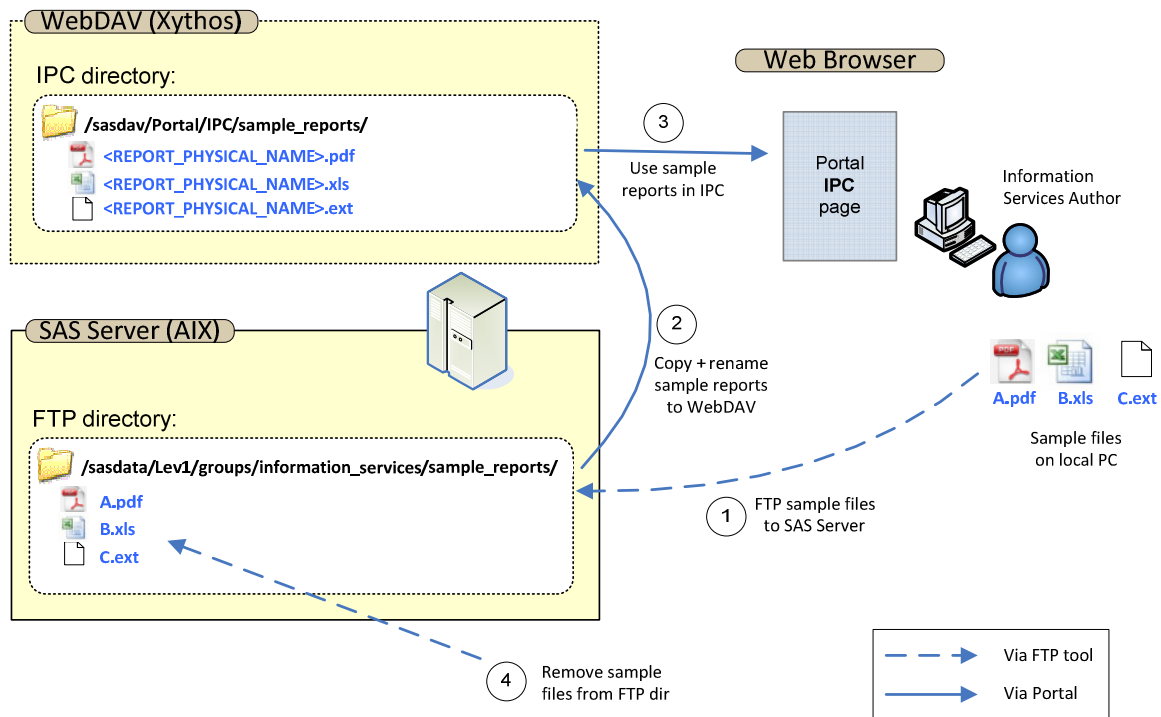 WebDAV (Xythos)
IPC directory:
/sasdav/Portal/IPC/sample_reports/
<REPORT_PHYSICAL_NAME>.pdf
<REPORT_PHYSICAL_NAME>.xls
<REPORT_PHYSICAL_NAME>.ext
3
Use sample
reports in IPC
Web Browser
Portal
IPC
page
Information
Services Author
SAS Server (AIX)
FTP directory:
/sasdata/Lev1/groups/information_services/sample_reports/
A.pdf
B.xls
C.ext
2
Copy + rename
sample reports
to WebDAV
PDF
A.pdf
B.xls
C.ext
Sample files
on local PC
1
FTP sample files
to SAS Server
4
Remove sample
files from FTP dir
Via FTP tool
Via Portal